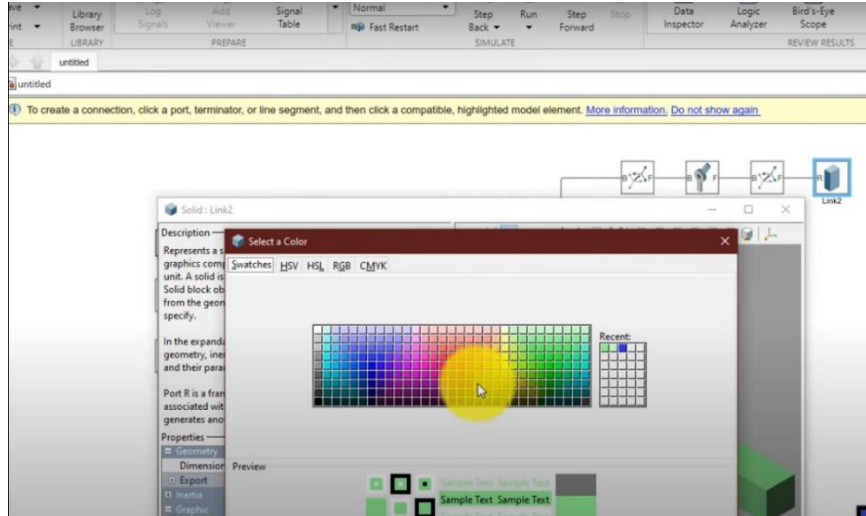 Library
Browser
Log
Signals
Add
Viewer
Signal
Table
Normal
Fast Restart
Step
Back
Run
Step
Forward
Stop
Data
Inspector
Logic
Analyzer
Bird's-Eye
Scope
LIBRARY
PREPARE
SIMULATE
REVIEW RESULTS
untitled
untitled
To create a connection, click a port, terminator, or line segment, and then click a compatible, highlighted model element. More information. Do not show again
B F
B F
B F
R
Link2
Solid : Link2
Description
Represents a s
graphics comp
unit. A solid is
Solid block ob
from the geon
specify.
In the expanda
geometry, iner
and their para
Port R is a fran
associated wit
generates ano
Properties
Geometry
Dimension
Export
Inertia
Graphic
Select a Color
Swatches HSV HSL RGB CMYK
Recent:
Preview
Sample Text Sample Text
Sample Text Sample Text